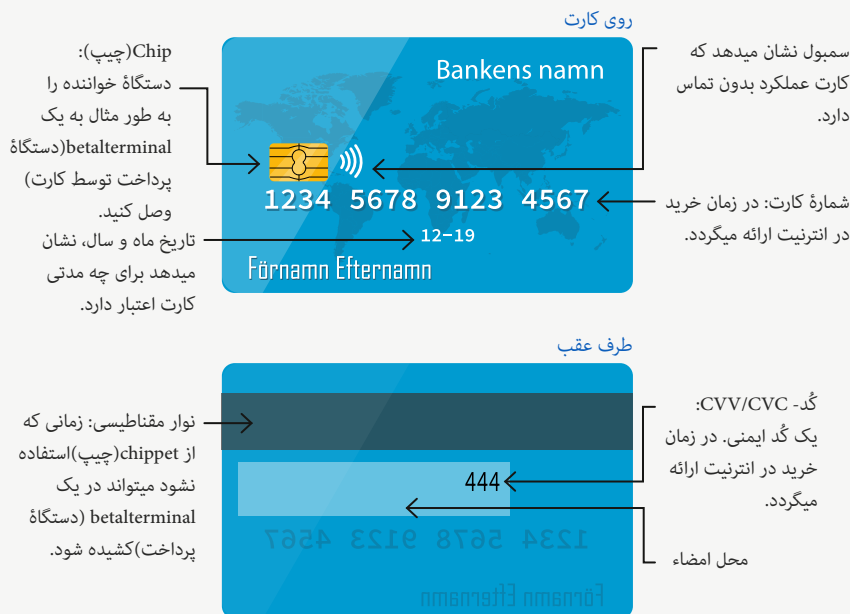 روی کارت
Chip(چیپ):
دستگاهٔ خواننده را
به طور مثال به یک
betalterminal(دستگاهٔ
پرداخت توسط کارت)
وصل کنید.
تاریخ ماه و سال، نشان
میدهد برای چه مدتی
کارت اعتبار دارد.
Bankens namn
1234 5678 9123 4567
12-19
Förnamn Efternamn
سمبول نشان میدهد که
کارت عملکرد بدون تماس
دارد.
شمارهٔ کارت: در زمان خرید
در انترنیت ارائه میگردد.
طرف عقب
نوار مقناطیسی: زمانی که
از chippet(چیپ)استفاده
نشود میتواند در یک
betalterminal (دستگاهٔ
پرداخت)کشیده شود.
444
1234 5678 9123 4567
Förnamn Efternamn
کُد- CVV/CVC:
یک کُد ایمنی. در زمان
خرید در انترنیت ارائه
میگردد.
محل امضاء